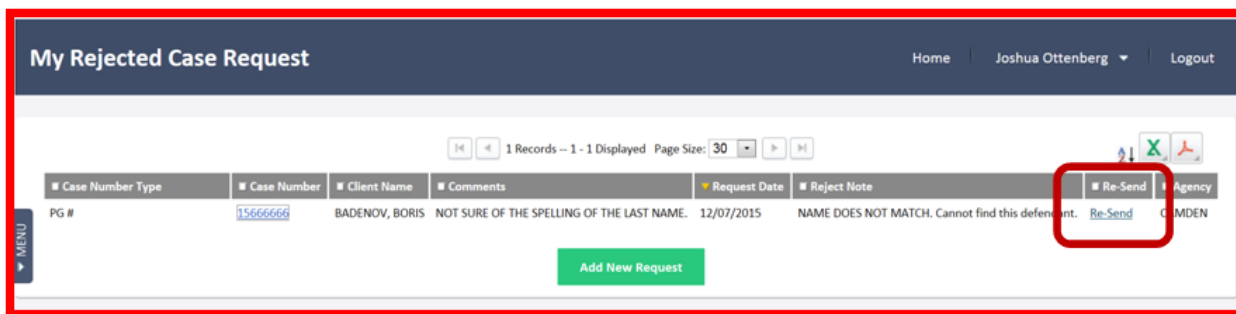 My Rejected Case Request Home Joshua Ottenberg Logout
1 Records -- 1 - 1 Displayed Page Size: 30
Case Number Type Case Number Client Name Comments Request Date Reject Note Re-Send Agency
PG # 15666666 BADENOV, BORIS NOT SURE OF THE SPELLING OF THE LAST NAME. 12/07/2015 NAME DOES NOT MATCH. Cannot find this defendant. Re-Send CAMDEN
MENU
Add New Request